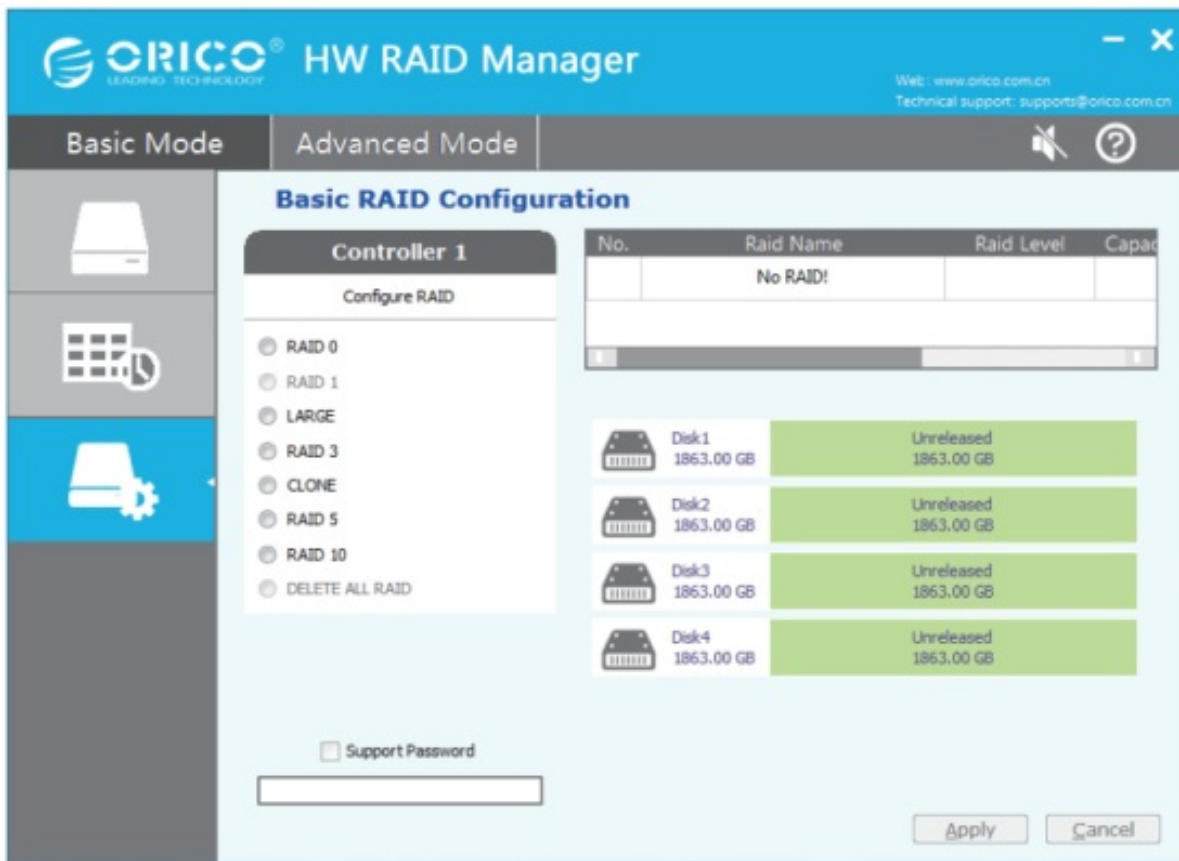 ORICO® HW RAID Manager
LEADING TECHNOLOGY
Web: www.orico.com.cn
Technical support: supports@orico.com.cn
Basic Mode
Advanced Mode
Basic RAID Configuration
Controller 1
Configure RAID
RAID 0
RAID 1
LARGE
RAID 3
CLONE
RAID 5
RAID 10
DELETE ALL RAID
Support Password
No. Raid Name Raid Level Capac
No RAID!
Disk1 Unreleased
1863.00 GB 1863.00 GB
Disk2 Unreleased
1863.00 GB 1863.00 GB
Disk3 Unreleased
1863.00 GB 1863.00 GB
Disk4 Unreleased
1863.00 GB 1863.00 GB
Apply Cancel